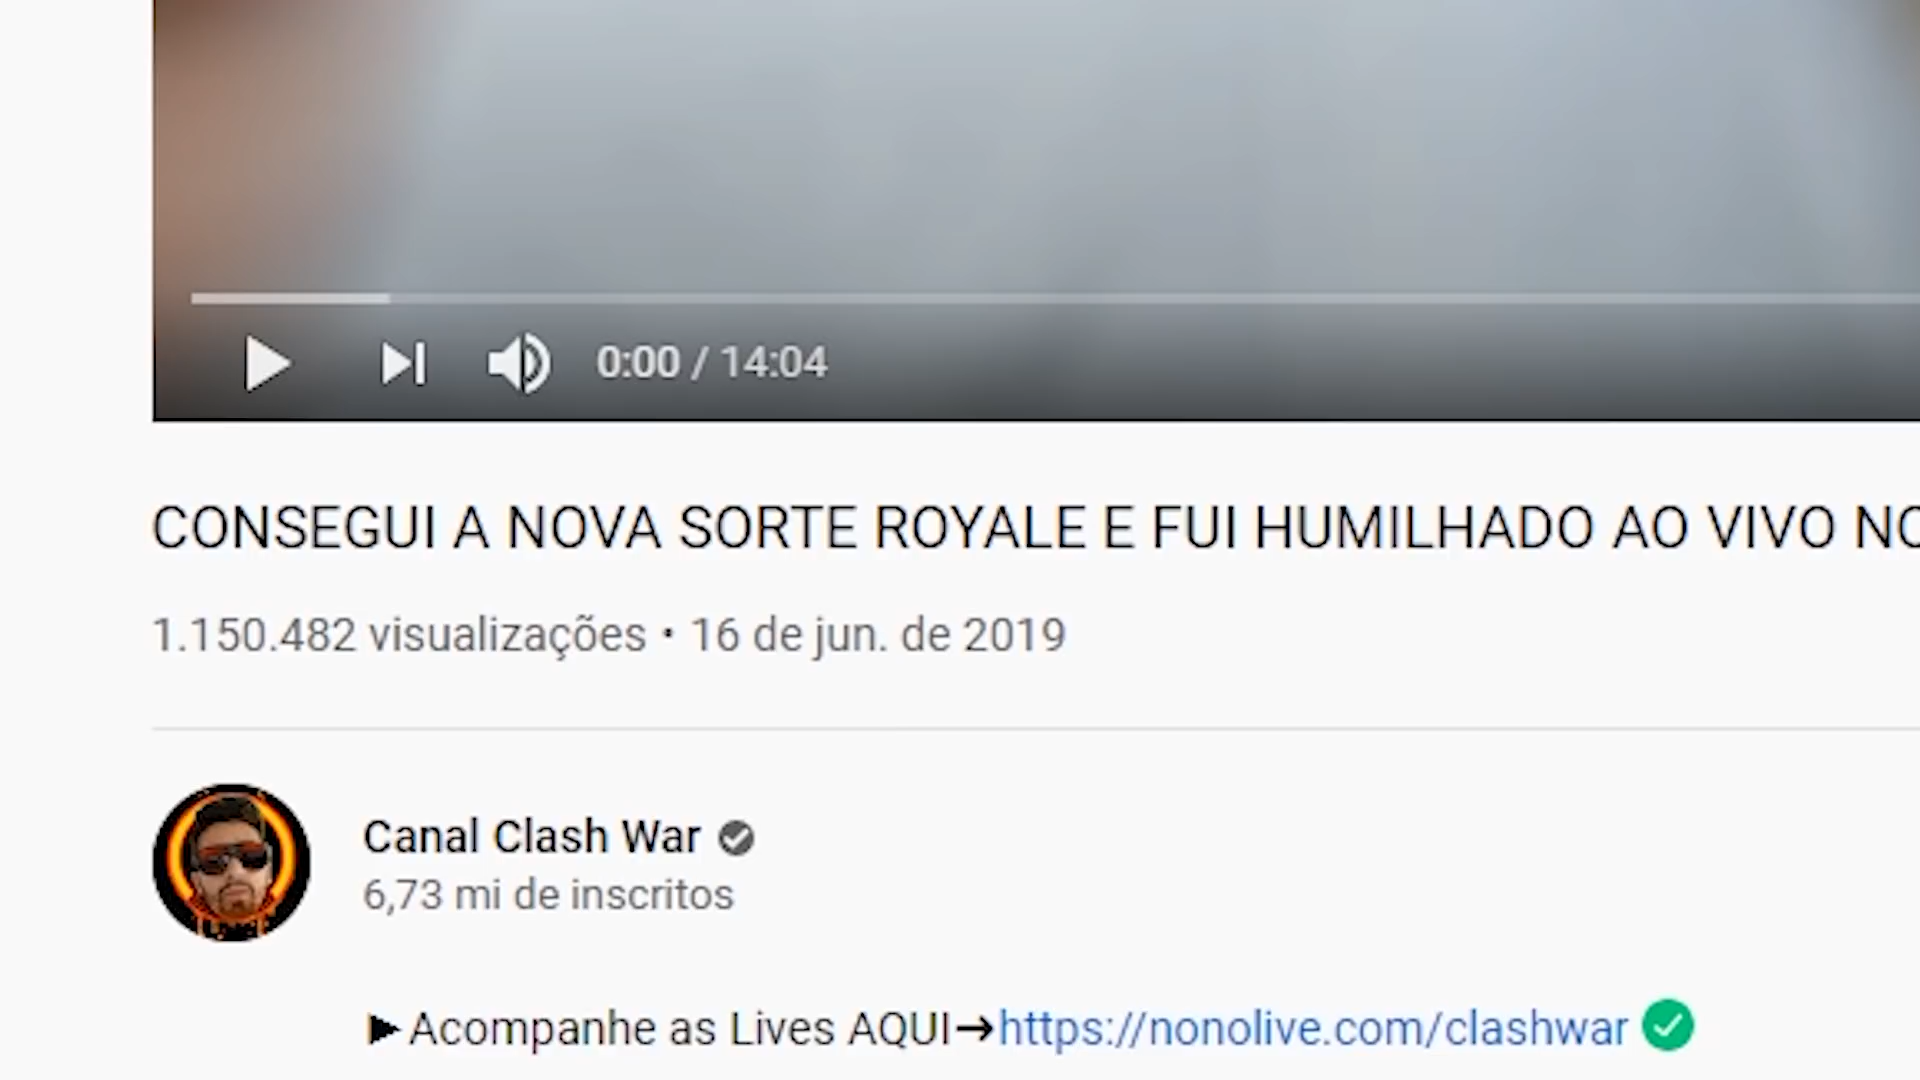 0:00 / 14:04
CONSEGUI A NOVA SORTE ROYALE E FUI HUMILHADO AO VIVO
1.150.482 visualizações • 16 de jun. de 2019
Canal Clash War
6,73 mi de inscritos
►Acompanhe as Lives AQUI➞https://nonolive.com/clashwar